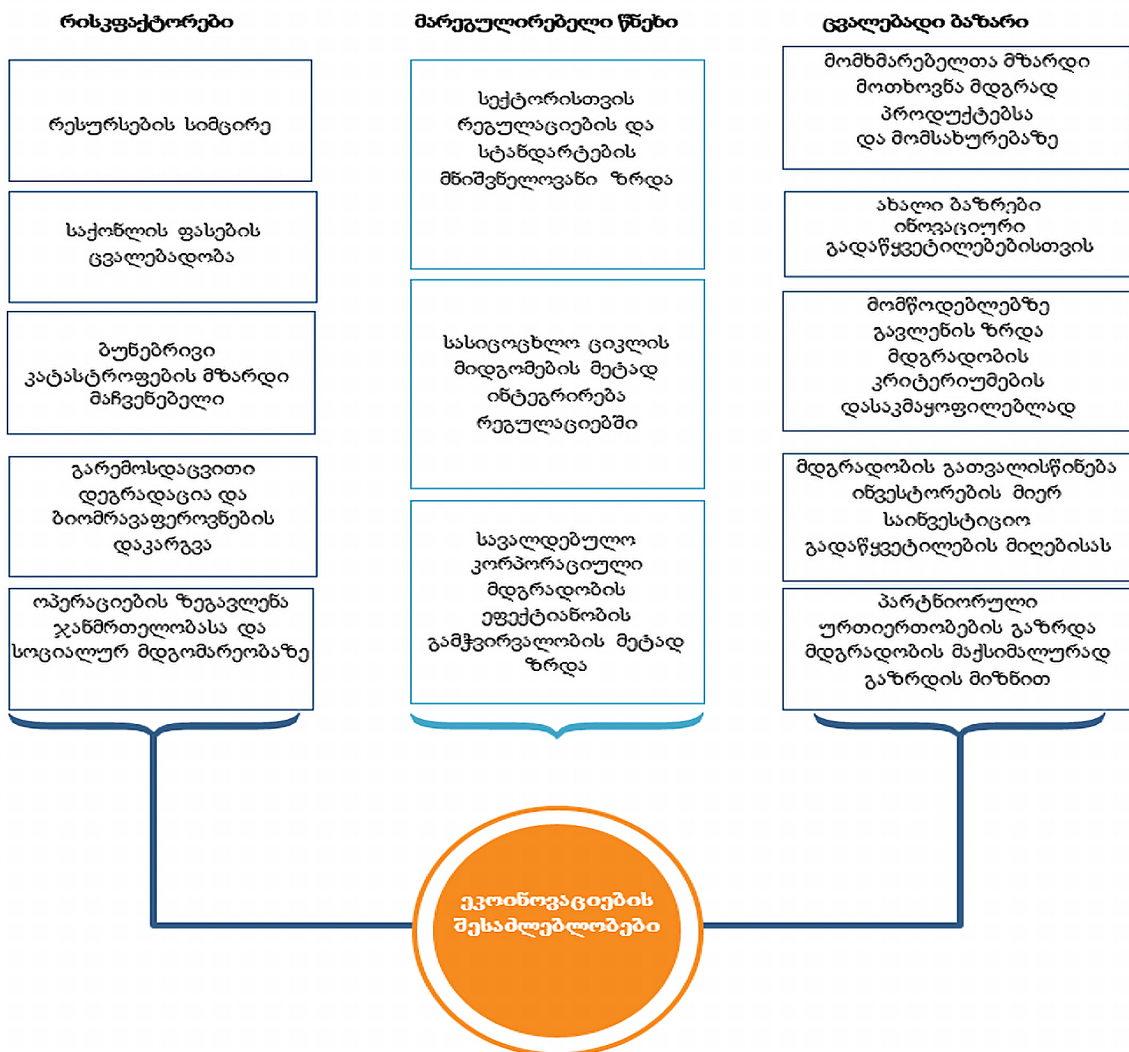 რისკფაქტორები
რესურსების სიმცირე
საქონლის ფასების
ცვალებადობა
ბუნებრივი
კატასტროფების მზარდი
მაჩვენებელი
გარემოსდაცვითი
დეგრადაცია და
ბიომრავაფეროვნების
დაკარგვა
ოპერაციების ზეგავლენა
ჯანმრთელობასა და
სოციალურ მდგომარეობაზე
მარეგულირებელი წნეხი
სექტორისთვის
რეგულაციების და
სტანდარტების
მნიშვნელოვანი ზრდა
სასიცოცხლო ციკლის
მიდგომების მეტად
ინტეგრირება
რეგულაციებში
სავალდებულო
კორპორაციული
მდგრადობის
ეფექტიანობის
გამჭვირვალობის მეტად
ზრდა
ცვალებადი ბაზარი
მომხმარებელთა მზარდი
მოთხოვნა მდგრად
პროდუქტებსა
და მომსახურებაზე
ახალი ბაზრები
ინოვაციური
გადაწყვეტილებებისთვის
მომწოდებლებზე
გავლენის ზრდა
მდგრადობის
კრიტერიუმების
დასაკმაყოფილებლად
მდგრადობის გათვალისწინება
ინვესტორების მიერ
საინვესტიციო
გადაწყვეტილების მიღებისას
პარტნიორული
ურთიერთობების გაზრდა
მდგრადობის მაქსიმალურად
გაზრდის მიზნით
ეკოინოვაციების
შესაძლებლობები